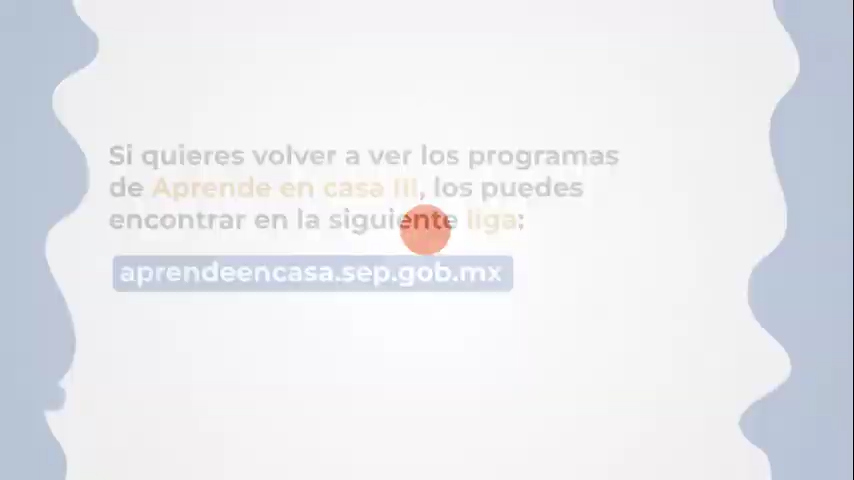 Si quieres volver a ver los programas
de Aprende en casa III, los puedes
encontrar en la siguiente liga:
aprendeencasa.sep.gob.mx